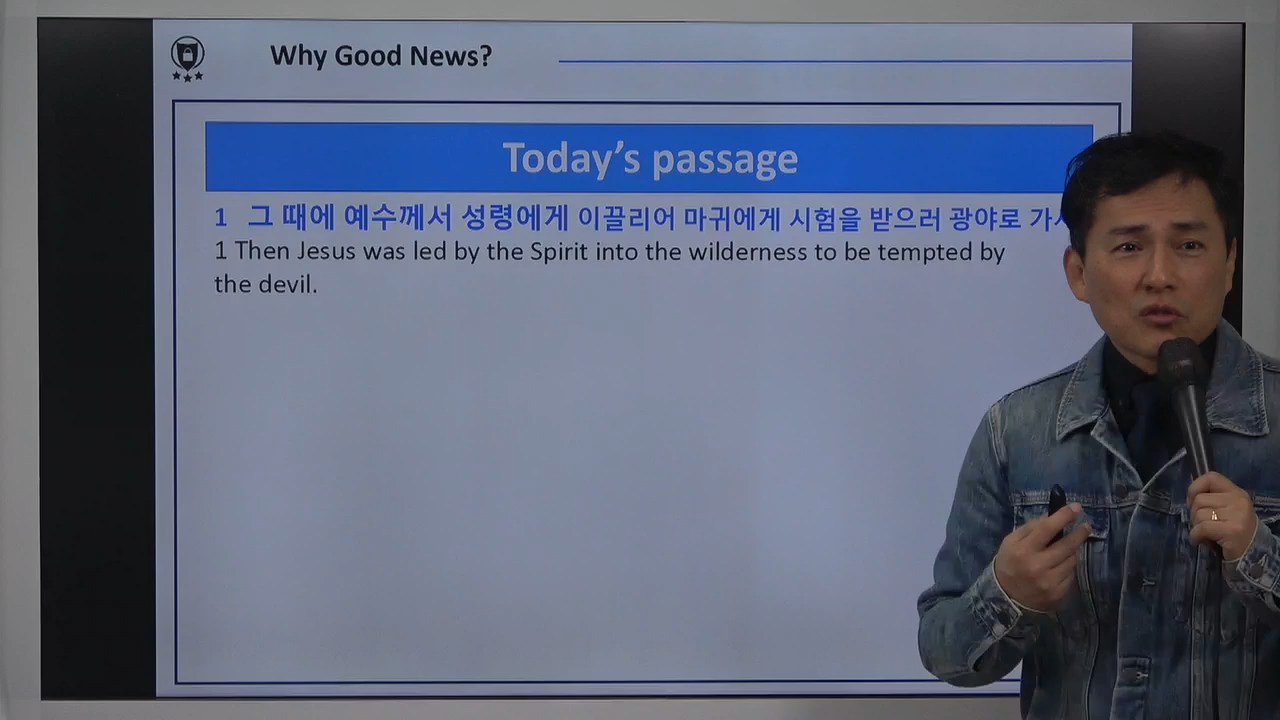 Why Good News?
Today's passage
1 그 때에 예수께서 성령에게 이끌리어 마귀에게 시험을 받으러 광야로
1 Then Jesus was led by the Spirit into the wilderness to be tempted by
the devil.